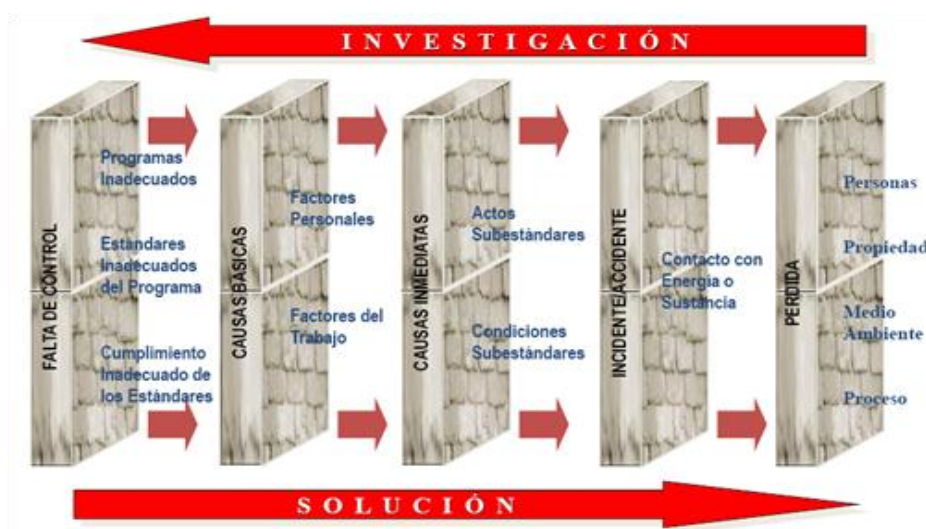 INVESTIGACIÓN
FALTA DE CONTROL
Programas
Inadecuados
Estándares
Inadecuados
del Programa
Cumplimiento
Inadecuado de
los Estándares
CAUSAS BASICAS
Factores
Personales
Factores del
Trabajo
CAUSAS INMEDIATAS
Actos
Subestándares
Condiciones
Subestándares
INCIDENTE/ACCIDENTE
Contacto con
Energía o
Sustáncia
PERDIDA
Personas
Propiedad
Medio
Ambiente
Proceso
SOLUCIÓN